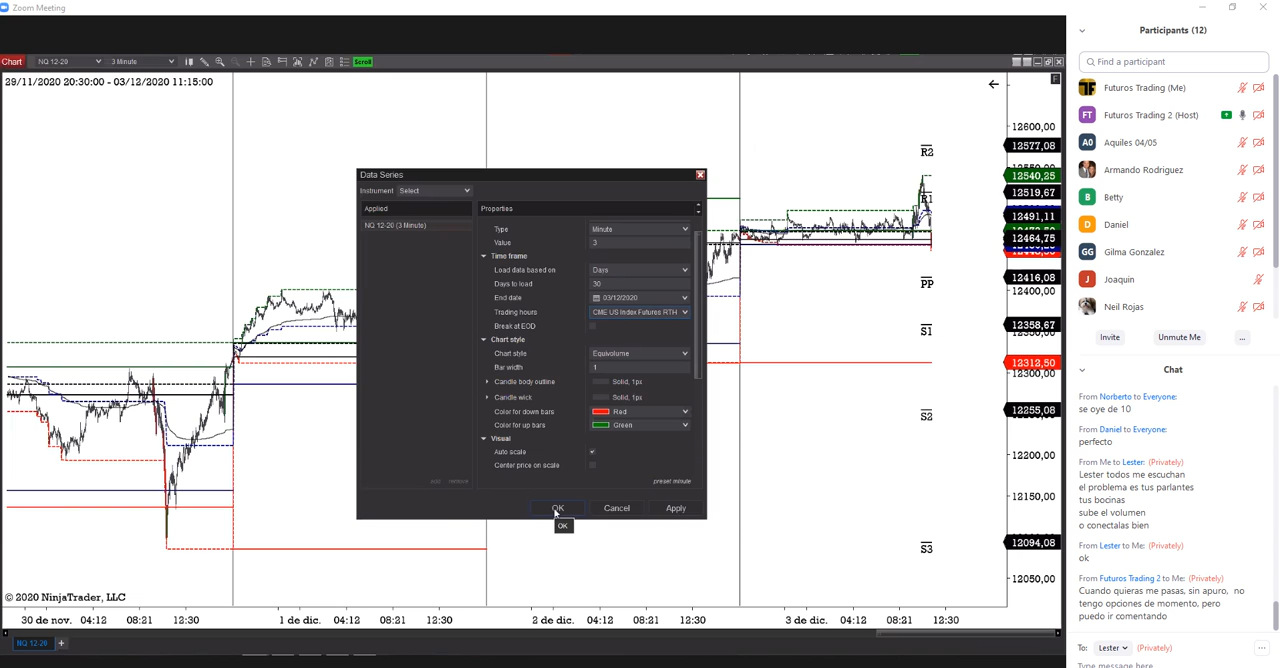 Zoom Meeting
Chart NQ 12-20 3 Minute Scroll
29/11/2020 20:30:00 - 03/12/2020 11:15:00
F
12600,00
12577,08
12540,25
12519,67
12491,11
12464,75
12416,08
12400,00
12358,67
12312,50
12300,00
12255,08
12200,00
12150,00
12094,08
12050,00
R2
R1
PP
S1
S2
S3
Data Series
Instrument Select
Applied
NQ 12-20 (3 Minute)
Properties
Type Minute
Value 3
Time frame
Load data based on Days
Days to load 30
End date 03/12/2020
Trading hours CME US Index Futures RTH
Break at EOD
Chart style
Chart style Equivolume
Bar width 1
Candle body outline Solid, 1px
Candle wick Solid, 1px
Color for down bars Red
Color for up bars Green
Visual
Auto scale
Center price on scale
add remove
preset minute
OK Cancel Apply
OK
© 2020 NinjaTrader, LLC
30 de nov. 04:12 08:21 12:30 1 de dic. 04:12 08:21 12:30 2 de dic. 04:12 08:21 12:30 3 de dic. 04:12 08:21 12:30
NQ 12-20 +
Participants (12)
Find a participant
Futuros Trading (Me)
FT Futuros Trading 2 (Host)
A0 Aquiles 04/05
Armando Rodriguez
B Betty
D Daniel
GG Gilma Gonzalez
J Joaquin
Neil Rojas
Invite Unmute Me ...
Chat
From Norberto to Everyone:
se oye de 10
From Daniel to Everyone:
perfecto
From Me to Lester: (Privately)
Lester todos me escuchan
el problema es tus parlantes
tus bocinas
sube el volumen
o conectalas bien
From Lester to Me: (Privately)
ok
From Futuros Trading 2 to Me: (Privately)
Cuando quieras me pasas, sin apuro, no
tengo opciones de momento, pero
puedo ir comentando
To: Lester (Privately)
Type message here...